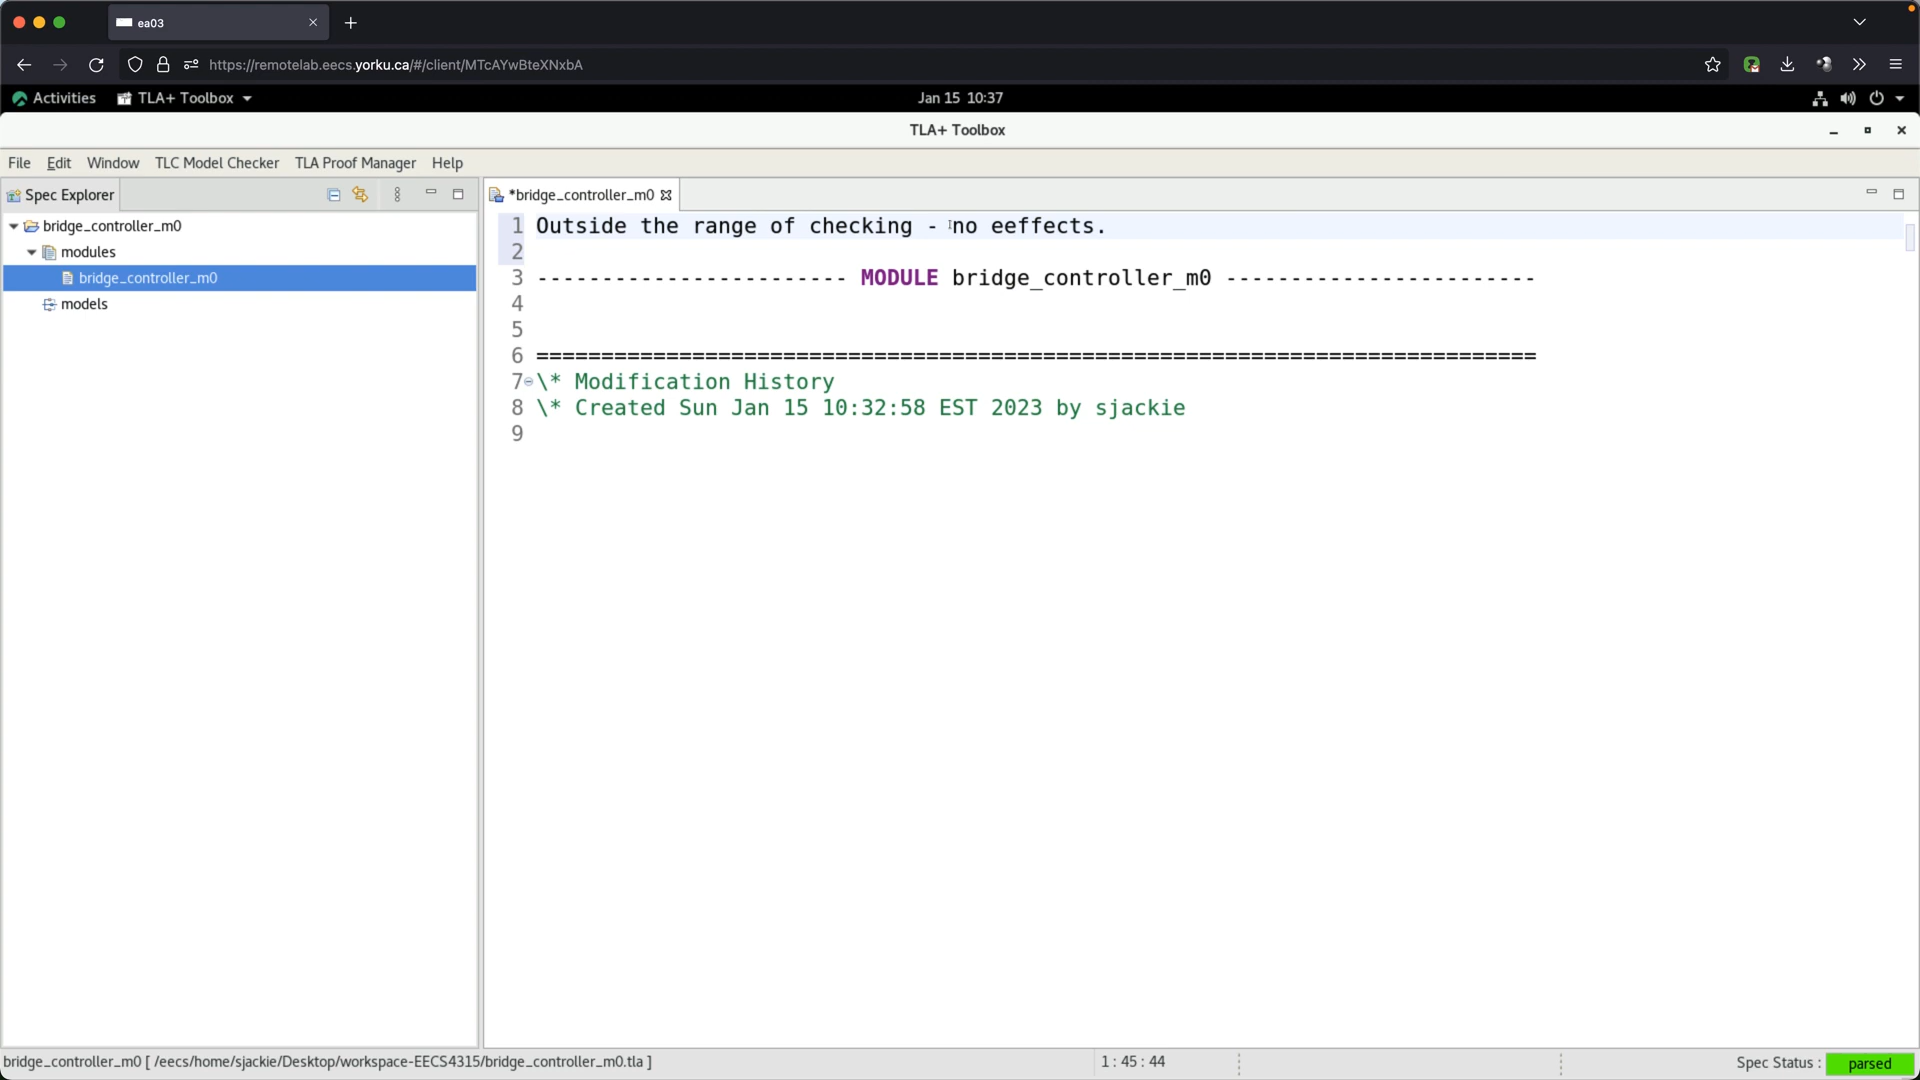 ea03
https://remotelab.eecs.yorku.ca/#/client/MTcAYwBteXNxbA
Activities TLA+ Toolbox Jan 15 10:37
TLA+ Toolbox
File Edit Window TLC Model Checker TLA Proof Manager Help
Spec Explorer
*bridge_controller_m0
bridge_controller_m0
modules
bridge_controller_m0
models
1 Outside the range of checking - no eeffects.
2
3 ------------------------ MODULE bridge_controller_m0 ------------------------
4
5
6 =============================================================================
7 \* Modification History
8 \* Created Sun Jan 15 10:32:58 EST 2023 by sjackie
9
bridge_controller_m0 [ /eecs/home/sjackie/Desktop/workspace-EECS4315/bridge_controller_m0.tla ] 1 : 45 : 44 Spec Status : parsed